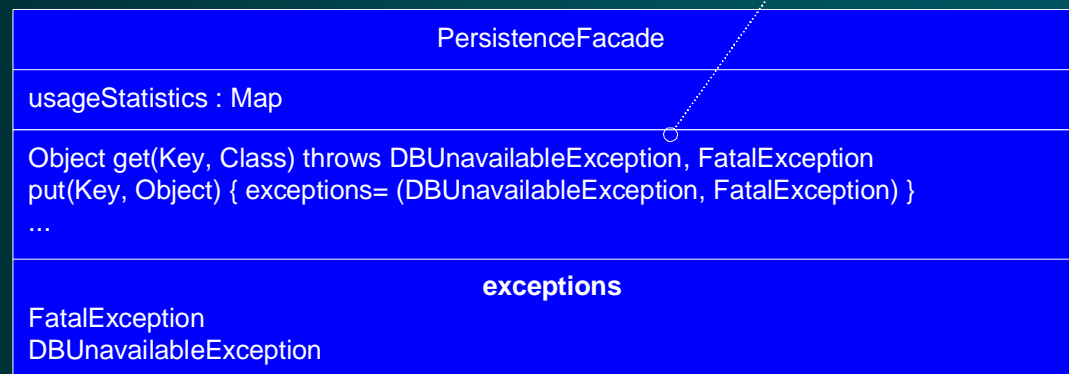 PersistenceFacade
usageStatistics : Map
Object get(Key, Class) throws DBUnavailableException, FatalException
put(Key, Object) { exceptions= (DBUnavailableException, FatalException) }
...
exceptions
FatalException
DBUnavailableException